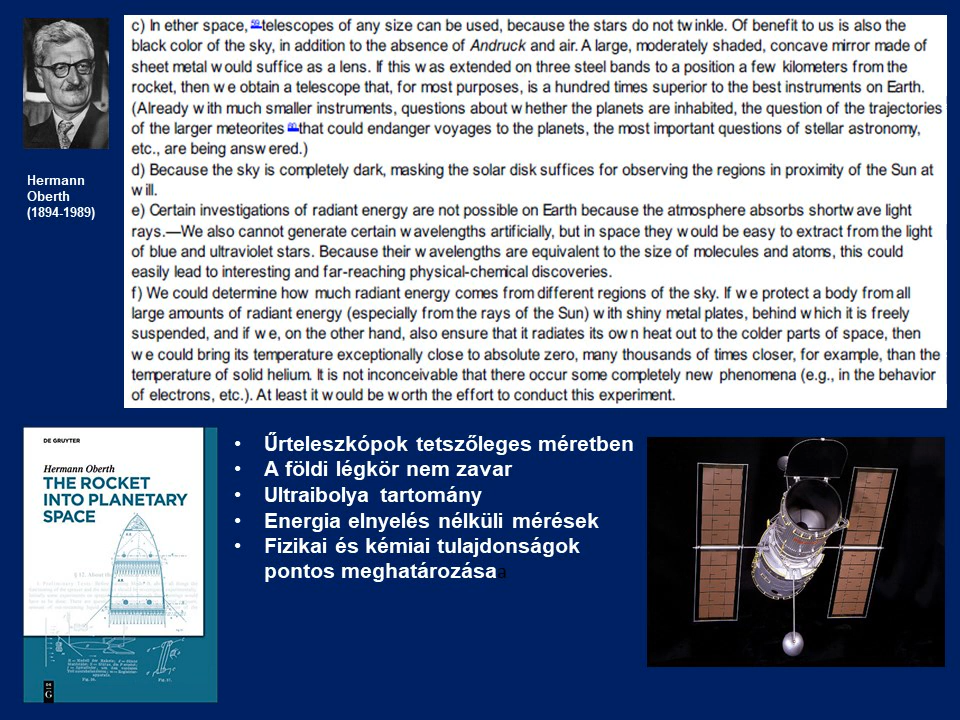 c) In ether space, 59telescopes of any size can be used, because the stars do not twinkle. Of benefit to us is also the
black color of the sky, in addition to the absence of Andruck and air. A large, moderately shaded, concave mirror made of
sheet metal would suffice as a lens. If this was extended on three steel bands to a position a few kilometers from the
rocket, then we obtain a telescope that, for most purposes, is a hundred times superior to the best instruments on Earth.
(Already with much smaller instruments, questions about whether the planets are inhabited, the question of the trajectories
of the larger meteorites 60that could endanger voyages to the planets, the most important questions of stellar astronomy,
etc., are being answered.)
d) Because the sky is completely dark, masking the solar disk suffices for observing the regions in proximity of the Sun at
will.
e) Certain investigations of radiant energy are not possible on Earth because the atmosphere absorbs shortwave light
rays.—We also cannot generate certain wavelengths artificially, but in space they would be easy to extract from the light
of blue and ultraviolet stars. Because their wavelengths are equivalent to the size of molecules and atoms, this could
easily lead to interesting and far-reaching physical-chemical discoveries.
f) We could determine how much radiant energy comes from different regions of the sky. If we protect a body from all
large amounts of radiant energy (especially from the rays of the Sun) with shiny metal plates, behind which it is freely
suspended, and if we, on the other hand, also ensure that it radiates its own heat out to the colder parts of space, then
we could bring its temperature exceptionally close to absolute zero, many thousands of times closer, for example, than the
temperature of solid helium. It is not inconceivable that there occur some completely new phenomena (e.g., in the behavior
of electrons, etc.). At least it would be worth the effort to conduct this experiment.
Hermann
Oberth
(1894-1989)
DE GRUYTER
Hermann Oberth
THE ROCKET
INTO PLANETARY
SPACE
DE
G
• Űrteleszkópok tetszőleges méretben
• A földi légkör nem zavar
• Ultraibolya tartomány
• Energia elnyelés nélküli mérések
• Fizikai és kémiai tulajdonságok
pontos meghatározásaa